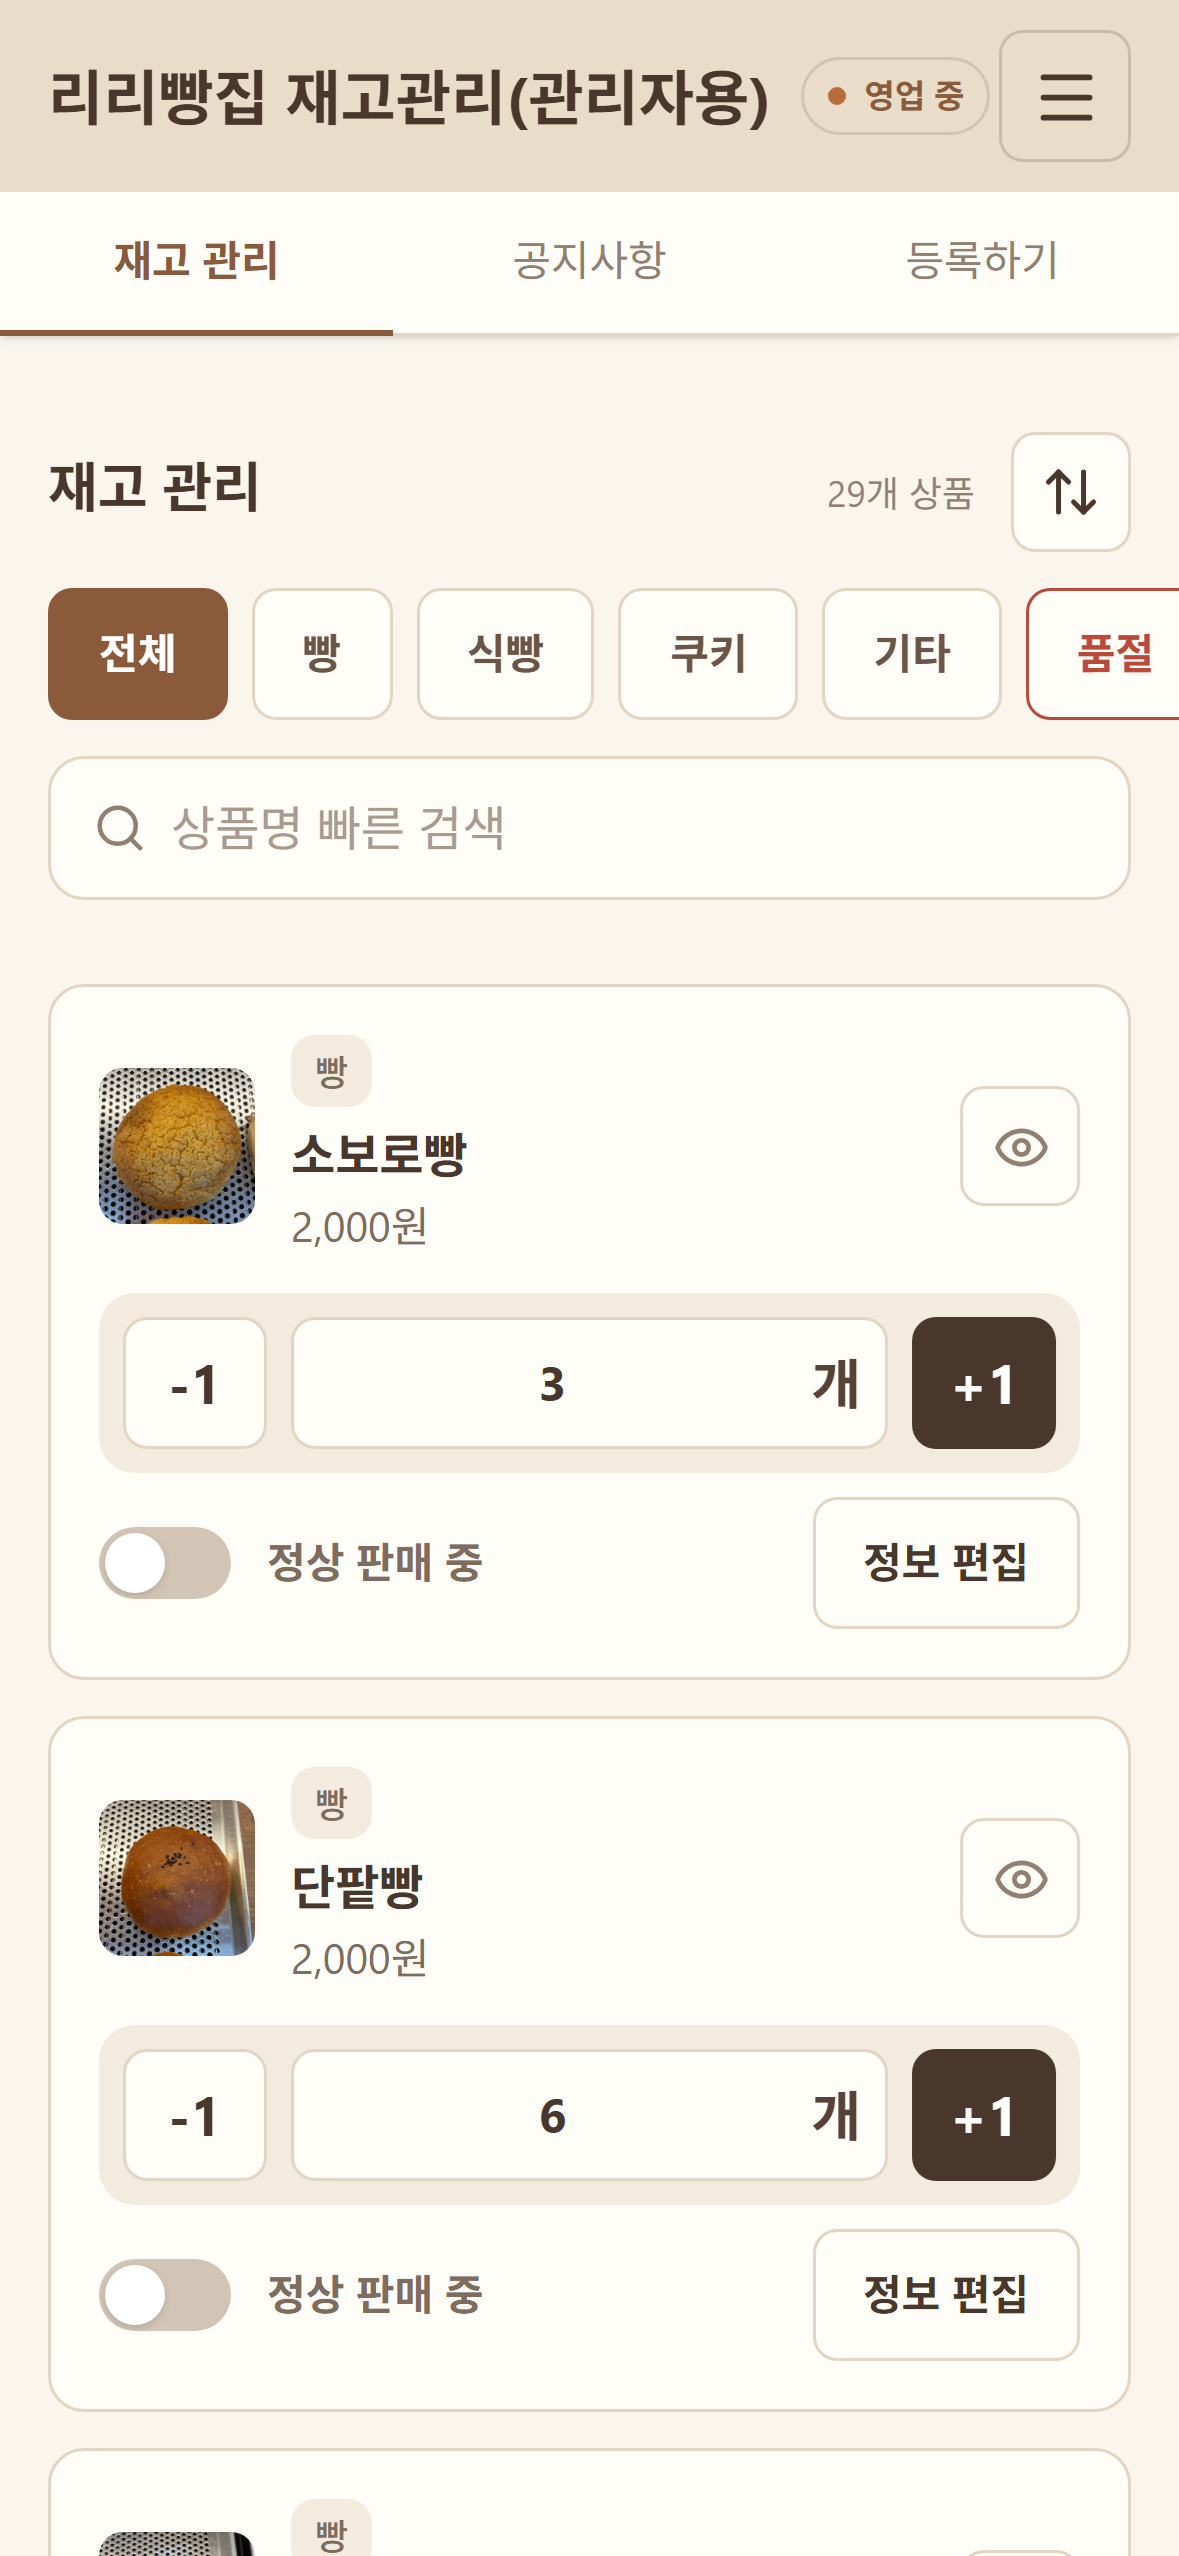 리리빵집 재고관리(관리자용) 영업 중
재고 관리 공지사항 등록하기
재고 관리 29개 상품
전체 빵 식빵 쿠키 기타 품절
상품명 빠른 검색
빵
소보로빵
2,000원
-1 3 개 +1
정상 판매 중 정보 편집
빵
단팥빵
2,000원
-1 6 개 +1
정상 판매 중 정보 편집
빵